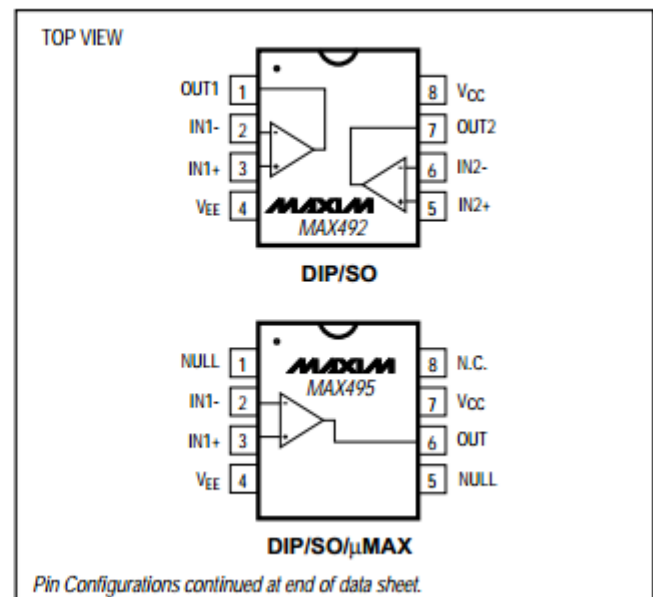 TOP VIEW
OUT1 1 8 VCC
IN1- 2 7 OUT2
IN1+ 3 6 IN2-
VEE 4 5 IN2+
MAXIM
MAX492
DIP/SO
NULL 1 8 N.C.
MAXIM
MAX495
IN1- 2 7 VCC
IN1+ 3 6 OUT
VEE 4 5 NULL
DIP/SO/µMAX
Pin Configurations continued at end of data sheet.